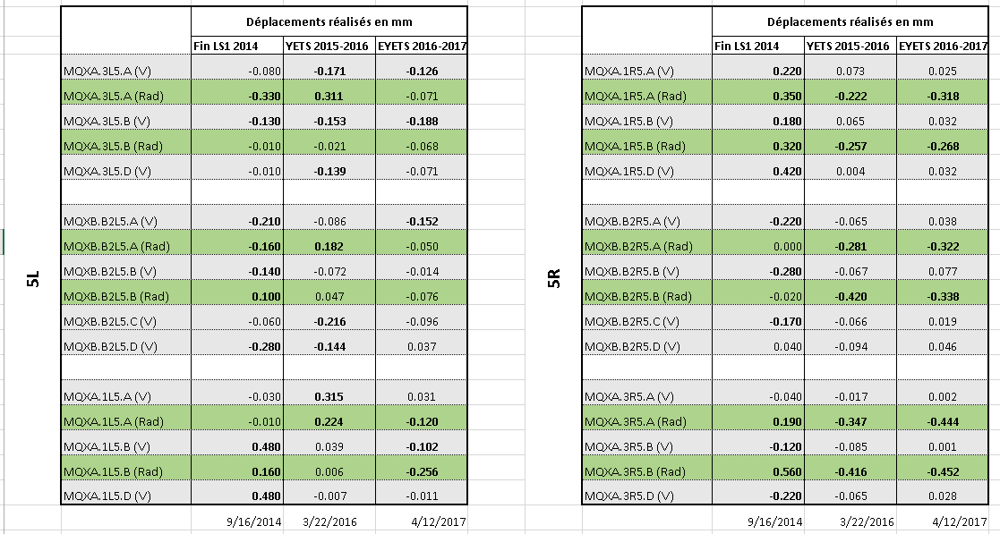 Déplacements réalisés en mm
Fin LS1 2014 YETS 2015-2016 EYETS 2016-2017
MQXA.3L5.A (V) -0.080 -0.171 -0.126
MQXA.3L5.A (Rad) -0.330 0.311 -0.071
MQXA.3L5.B (V) -0.130 -0.153 -0.188
MQXA.3L5.B (Rad) -0.010 -0.021 -0.068
MQXA.3L5.D (V) -0.010 -0.139 -0.071
MQXB.B2L5.A (V) -0.210 -0.086 -0.152
MQXB.B2L5.A (Rad) -0.160 0.182 -0.050
MQXB.B2L5.B (V) -0.140 -0.072 -0.014
5L
MQXB.B2L5.B (Rad) 0.100 0.047 -0.076
MQXB.B2L5.C (V) -0.060 -0.216 -0.096
MQXB.B2L5.D (V) -0.280 -0.144 0.037
MQXA.1L5.A (V) -0.030 0.315 0.031
MQXA.1L5.A (Rad) -0.010 0.224 -0.120
MQXA.1L5.B (V) 0.480 0.039 -0.102
MQXA.1L5.B (Rad) 0.160 0.006 -0.256
MQXA.1L5.D (V) 0.480 -0.007 -0.011
9/16/2014 3/22/2016 4/12/2017
Déplacements réalisés en mm
Fin LS1 2014 YETS 2015-2016 EYETS 2016-2017
MQXA.1R5.A (V) 0.220 0.073 0.025
MQXA.1R5.A (Rad) 0.350 -0.222 -0.318
MQXA.1R5.B (V) 0.180 0.065 0.032
MQXA.1R5.B (Rad) 0.320 -0.257 -0.268
MQXA.1R5.D (V) 0.420 0.004 0.032
MQXB.B2R5.A (V) -0.220 -0.065 0.038
MQXB.B2R5.A (Rad) 0.000 -0.281 -0.322
MQXB.B2R5.B (V) -0.280 -0.067 0.077
5R
MQXB.B2R5.B (Rad) -0.020 -0.420 -0.338
MQXB.B2R5.C (V) -0.170 -0.066 0.019
MQXB.B2R5.D (V) 0.040 -0.094 0.046
MQXA.3R5.A (V) -0.040 -0.017 0.002
MQXA.3R5.A (Rad) 0.190 -0.347 -0.444
MQXA.3R5.B (V) -0.120 -0.085 0.001
MQXA.3R5.B (Rad) 0.560 -0.416 -0.452
MQXA.3R5.D (V) -0.220 -0.065 0.028
9/16/2014 3/22/2016 4/12/2017